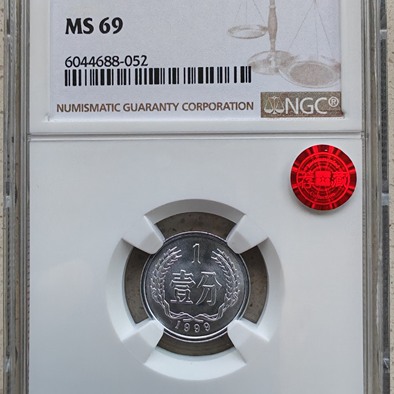 MS 69
6044688-052
NUMISMATIC GUARANTY CORPORATION NGC®
1
壹分
1999